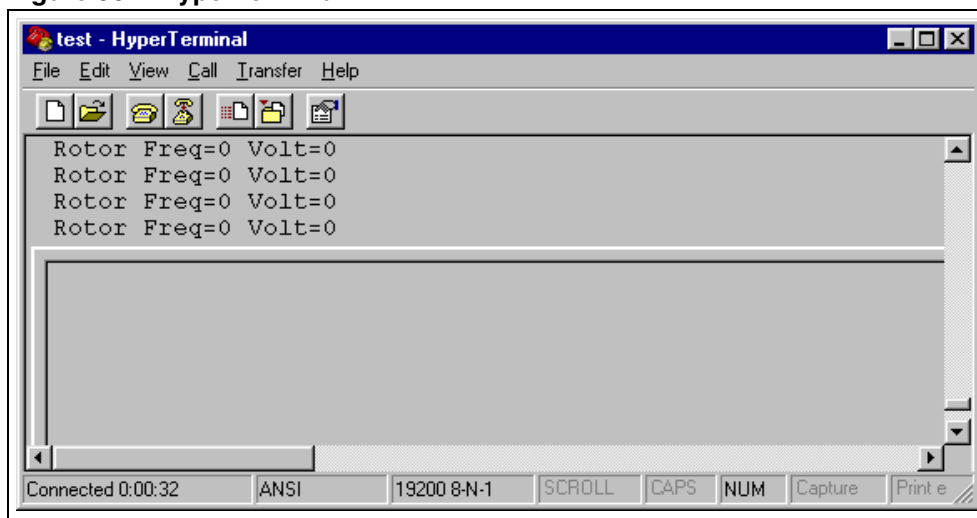 test - HyperTerminal
File Edit View Call Transfer Help
Rotor Freq=0 Volt=0
Rotor Freq=0 Volt=0
Rotor Freq=0 Volt=0
Rotor Freq=0 Volt=0
Connected 0:00:32 ANSI 19200 8-N-1 SCROLL CAPS NUM Capture Print e